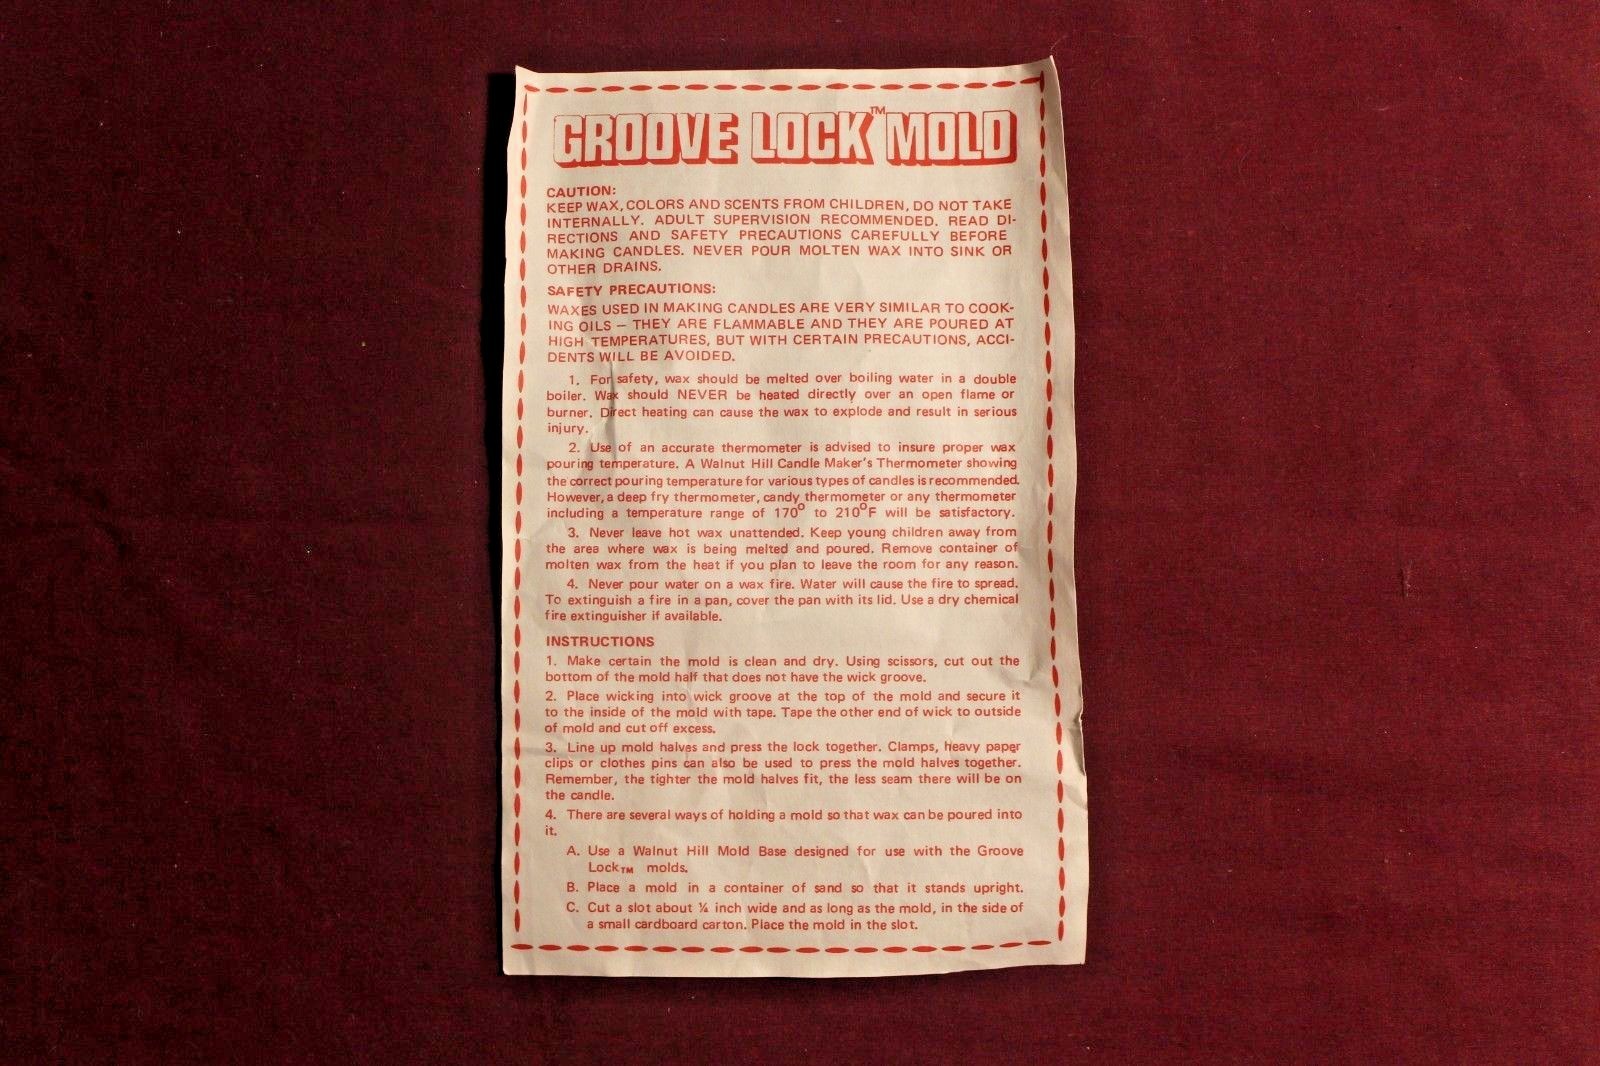 GROOVE LOCK™ MOLD
CAUTION:
KEEP WAX, COLORS AND SCENTS FROM CHILDREN, DO NOT TAKE
INTERNALLY. ADULT SUPERVISION RECOMMENDED. READ DI-
RECTIONS AND SAFETY PRECAUTIONS CAREFULLY BEFORE
MAKING CANDLES. NEVER POUR MOLTEN WAX INTO SINK OR
OTHER DRAINS.
SAFETY PRECAUTIONS:
WAXES USED IN MAKING CANDLES ARE VERY SIMILAR TO COOK-
ING OILS – THEY ARE FLAMMABLE AND THEY ARE POURED AT
HIGH TEMPERATURES, BUT WITH CERTAIN PRECAUTIONS, ACCI-
DENTS WILL BE AVOIDED.
1. For safety, wax should be melted over boiling water in a double
boiler. Wax should NEVER be heated directly over an open flame or
burner. Direct heating can cause the wax to explode and result in serious
injury.
2. Use of an accurate thermometer is advised to insure proper wax
pouring temperature. A Walnut Hill Candle Maker's Thermometer showing
the correct pouring temperature for various types of candles is recommended.
However, a deep fry thermometer, candy thermometer or any thermometer
including a temperature range of 170° to 210°F will be satisfactory.
3. Never leave hot wax unattended. Keep young children away from
the area where wax is being melted and poured. Remove container of
molten wax from the heat if you plan to leave the room for any reason.
4. Never pour water on a wax fire. Water will cause the fire to spread.
To extinguish a fire in a pan, cover the pan with its lid. Use a dry chemical
fire extinguisher if available.
INSTRUCTIONS
1. Make certain the mold is clean and dry. Using scissors, cut out the
bottom of the mold half that does not have the wick groove.
2. Place wicking into wick groove at the top of the mold and secure it
to the inside of the mold with tape. Tape the other end of wick to outside
of mold and cut off excess.
3. Line up mold halves and press the lock together. Clamps, heavy paper
clips or clothes pins can also be used to press the mold halves together.
Remember, the tighter the mold halves fit, the less seam there will be on
the candle.
4. There are several ways of holding a mold so that wax can be poured into
it.
A. Use a Walnut Hill Mold Base designed for use with the Groove
Lock™ molds.
B. Place a mold in a container of sand so that it stands upright.
C. Cut a slot about ¼ inch wide and as long as the mold, in the side of
a small cardboard carton. Place the mold in the slot.